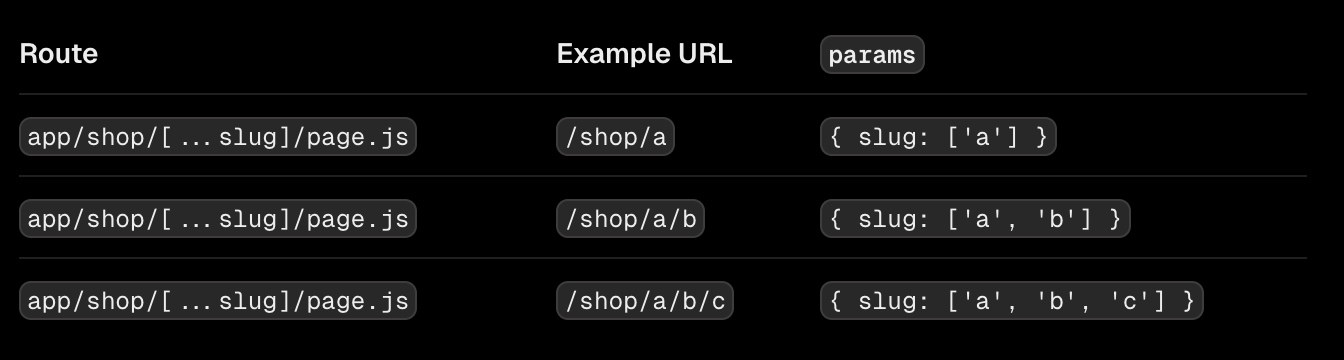 Route Example URL params
app/shop/[...slug]/page.js /shop/a { slug: ['a'] }
app/shop/[...slug]/page.js /shop/a/b { slug: ['a', 'b'] }
app/shop/[...slug]/page.js /shop/a/b/c { slug: ['a', 'b', 'c'] }